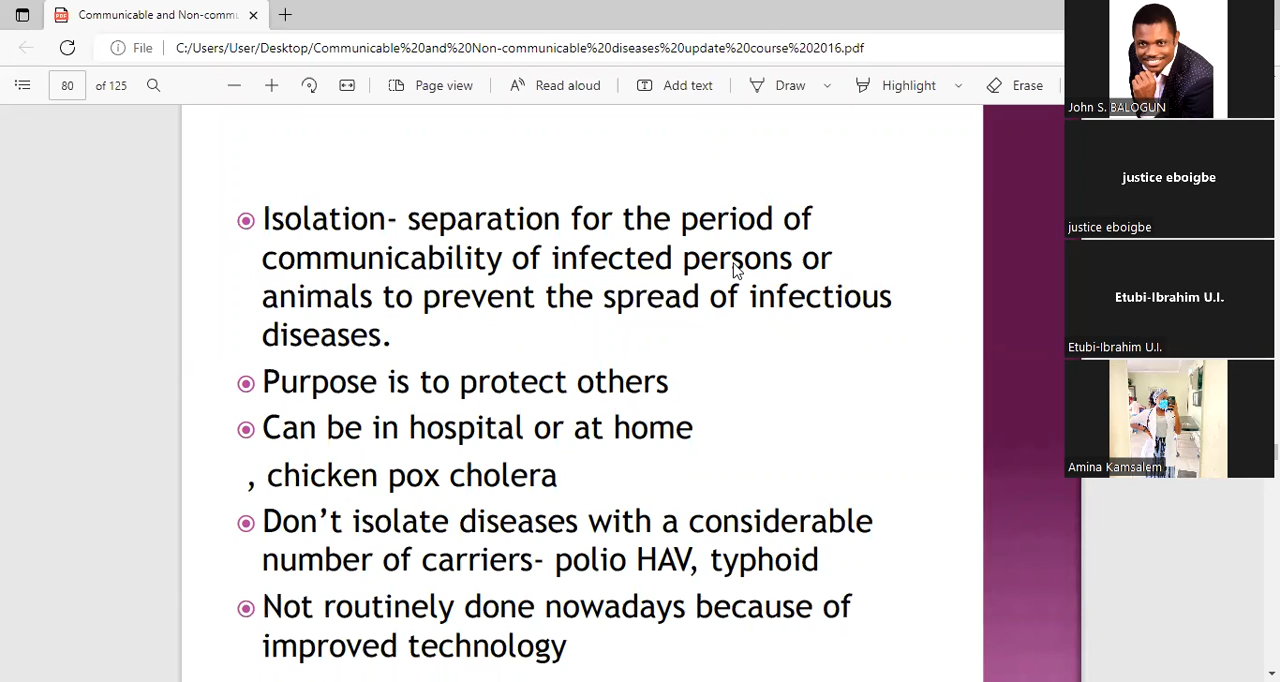 Communicable and Non-commu
File
C:/Users/User/Desktop/Communicable%20and%20Non-communicable%20diseases%20update%20course%202016.pdf
80 of 125
Page view
Read aloud
Add text
Draw
Highlight
Erase
Isolation- separation for the period of
communicability of infected persons or
animals to prevent the spread of infectious
diseases.
Purpose is to protect others
Can be in hospital or at home
, chicken pox cholera
Don't isolate diseases with a considerable
number of carriers- polio HAV, typhoid
Not routinely done nowadays because of
improved technology
John S. BALOGUN
justice eboigbe
justice eboigbe
Etubi-Ibrahim U.I.
Etubi-Ibrahim U.I.
Amina Kamsalem